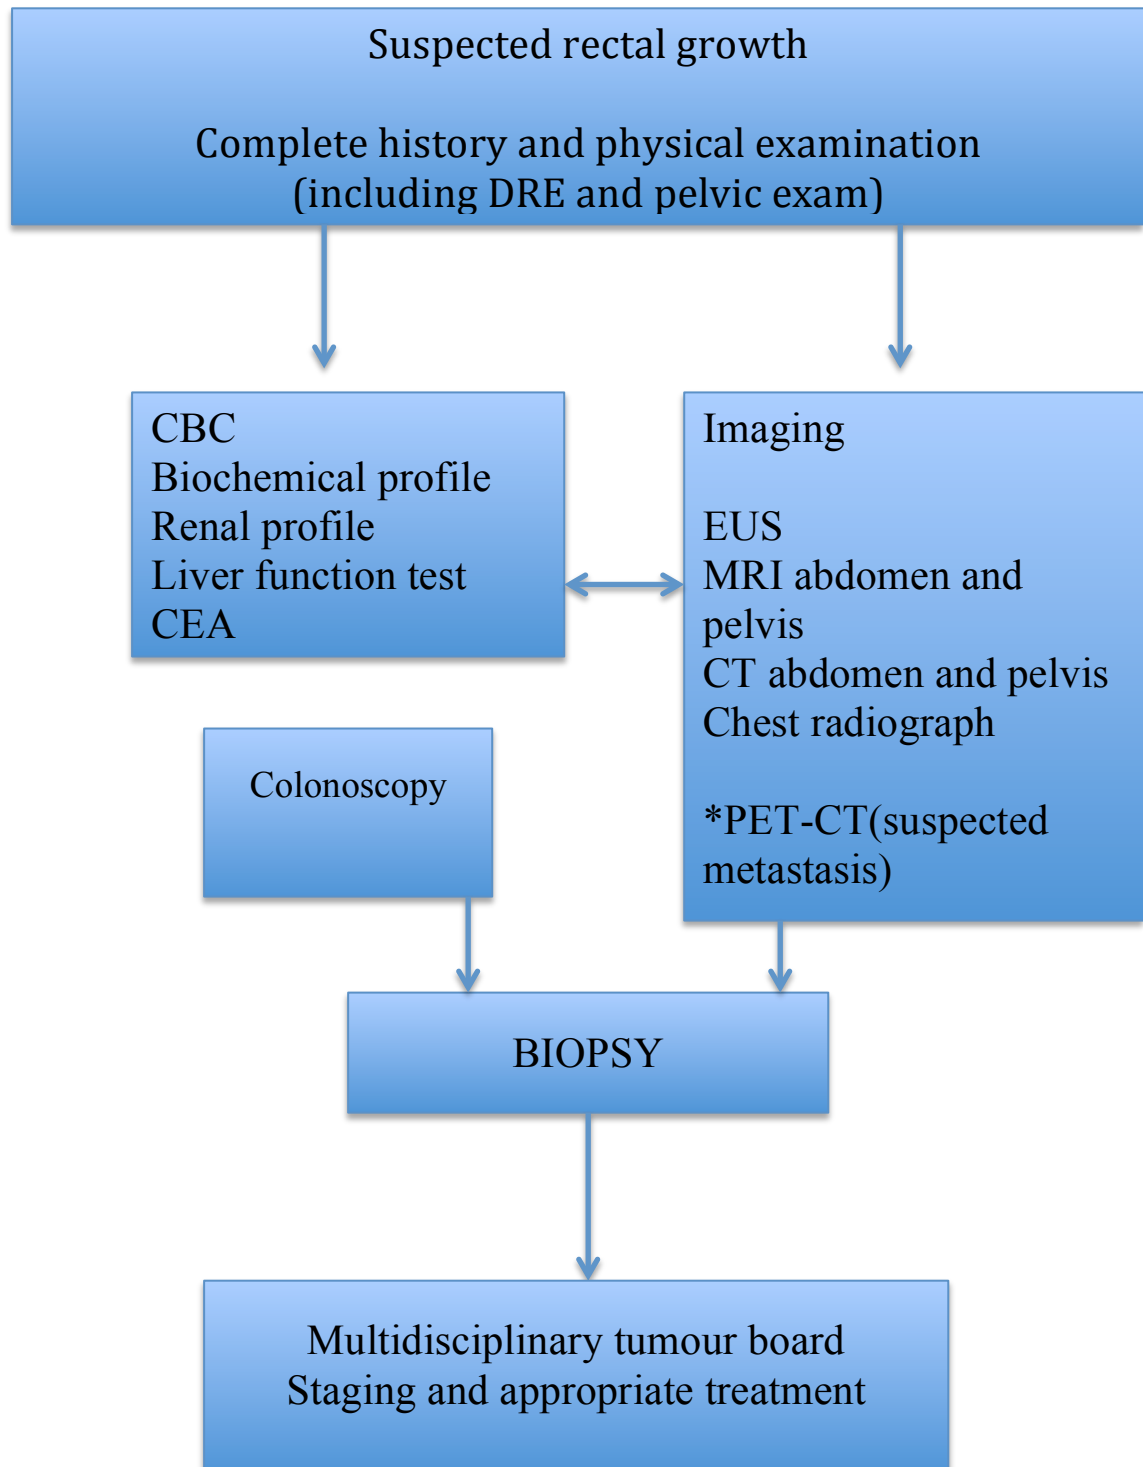 Suspected rectal growth
Complete history and physical examination
(including DRE and pelvic exam)
CBC
Biochemical profile
Renal profile
Liver function test
CEA
Imaging
EUS
MRI abdomen and
pelvis
CT abdomen and pelvis
Chest radiograph
*PET-CT(suspected
metastasis)
Colonoscopy
BIOPSY
Multidisciplinary tumour board
Staging and appropriate treatment